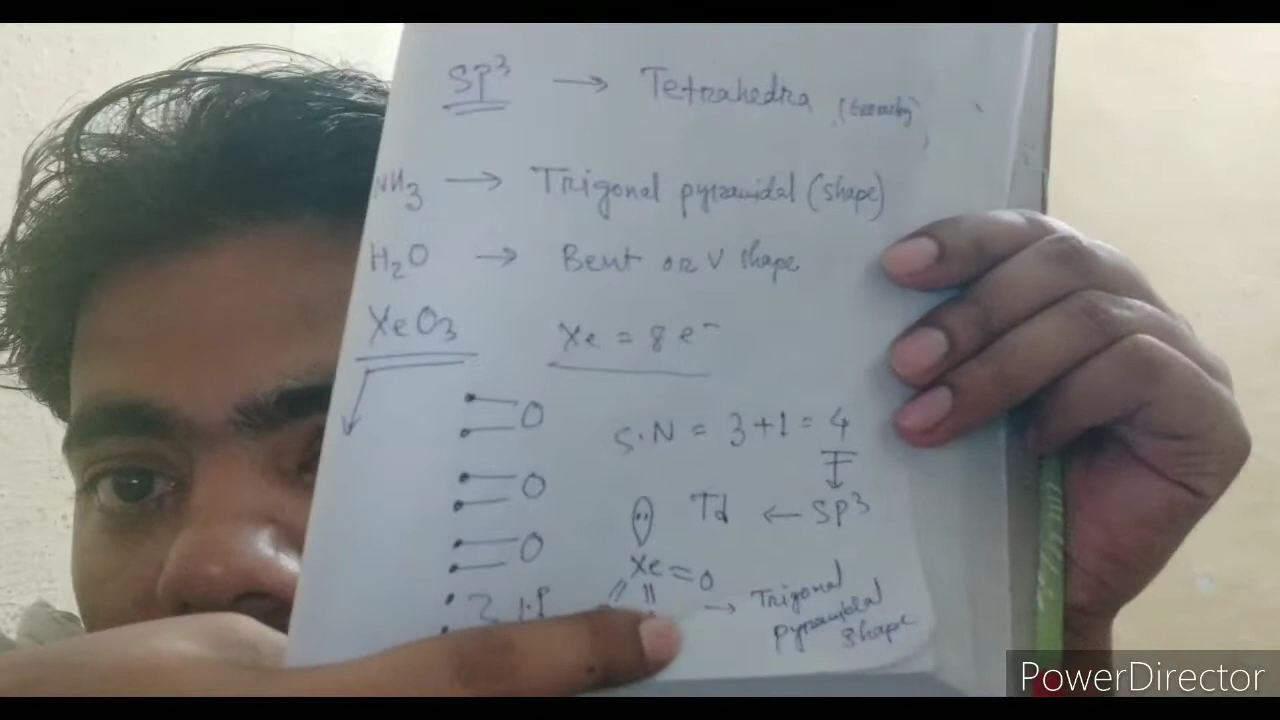 SP³ → Tetrahedra
NH₃ → Trigonal pyramidal (shape)
H₂O → Bent or V shape
XeO₃ Xe = 8 e⁻
O
S.N = 3+1 = 4
O
Td ← SP³
O
Xe = O
→ Trigonal
pyramidal
shape
PowerDirector